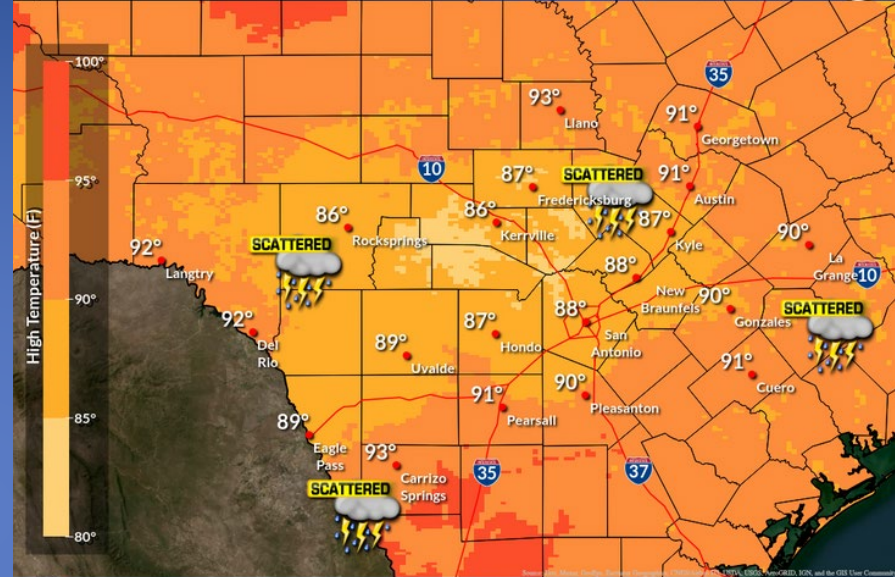 100°
95°
90°
85°
80°
High Temperature (F)
93°
Llano
91°
Georgetown
35
10
87°
Fredericksburg
SCATTERED
91°
Austin
86°
Rocksprings
86°
Kerrville
87°
Kyle
92°
Langtry
SCATTERED
90°
La
Grange
10
88°
New
Braunfels
92°
Del
Rio
89°
Uvalde
87°
Hondo
88°
San
Antonio
90°
Gonzales
SCATTERED
91°
Cuero
91°
Pearsall
90°
Pleasanton
89°
Eagle
Pass
93°
Carrizo
Springs
35
37
SCATTERED